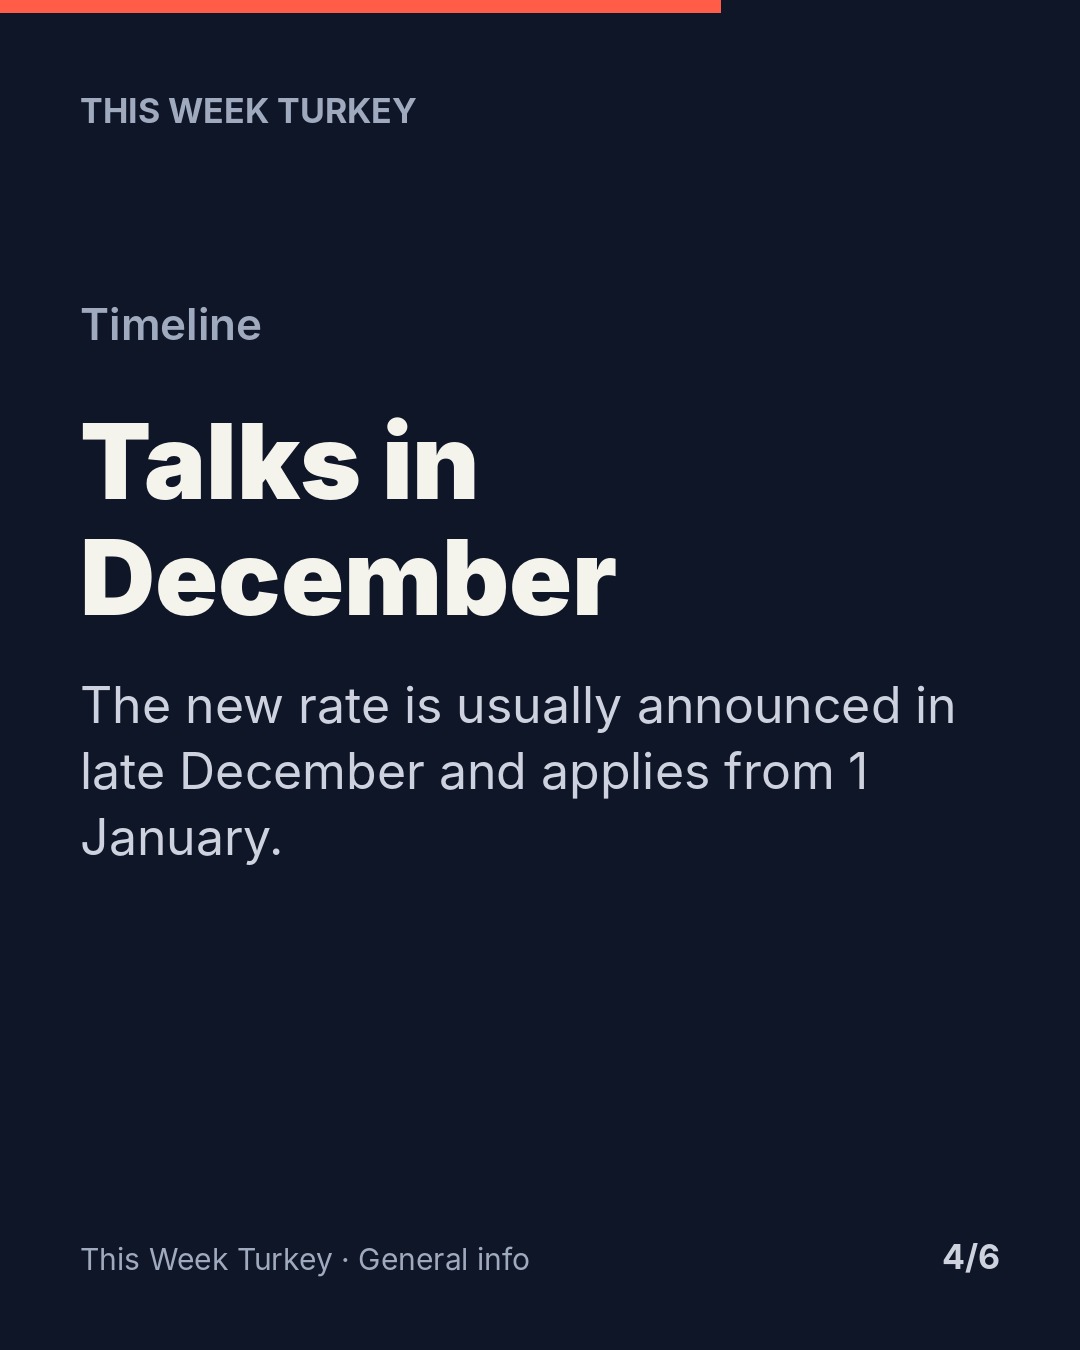 THIS WEEK TURKEY
Timeline
Talks in
December
The new rate is usually announced in
late December and applies from 1
January.
This Week Turkey · General info
4/6